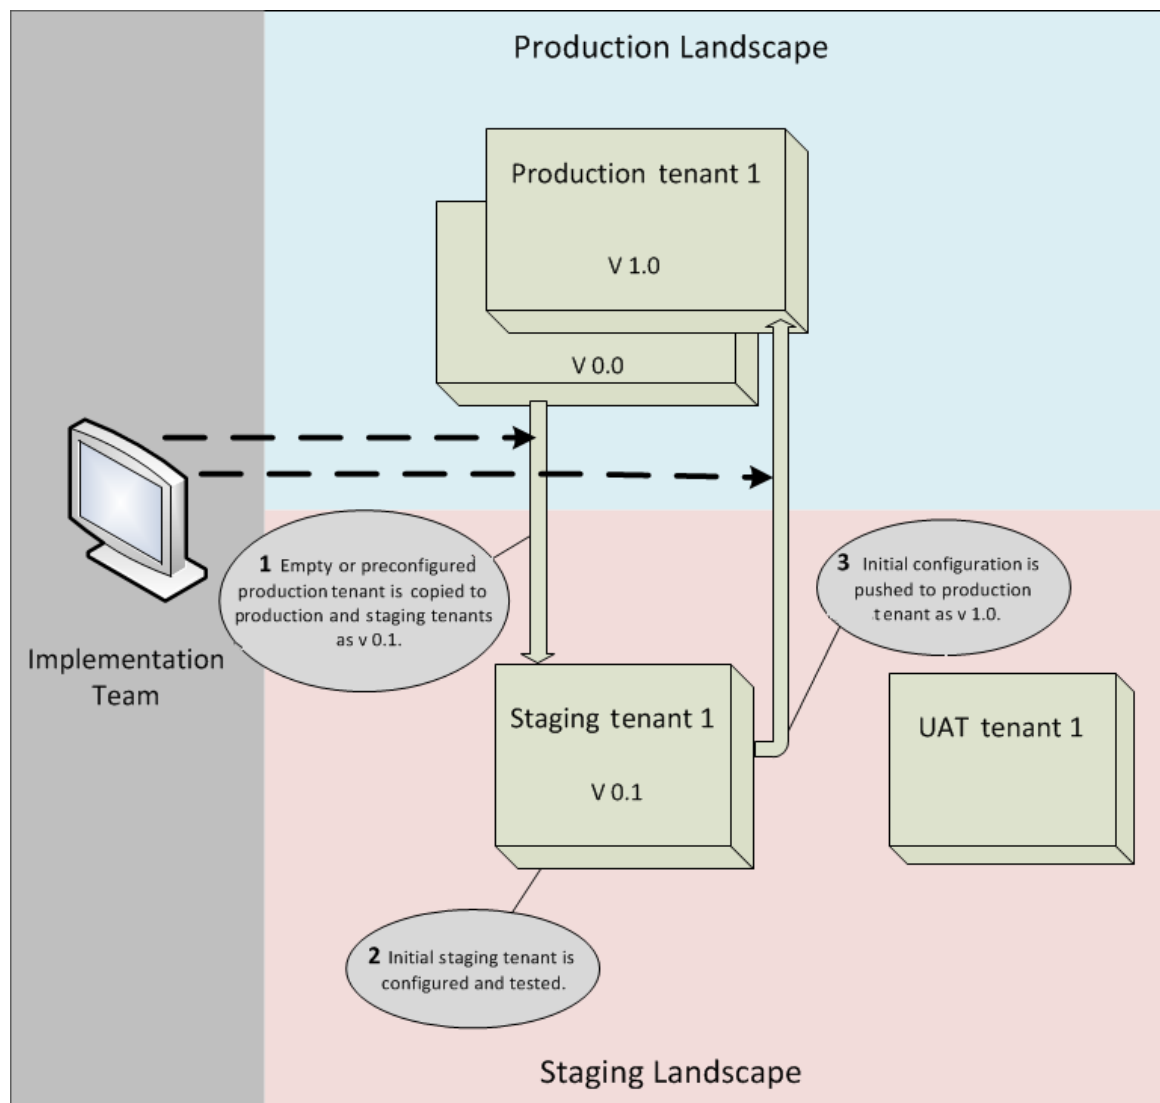 Production Landscape
Production tenant 1
V 1.0
V 0.0
1 Empty or preconfigured
production tenant is copied to
production and staging tenants
as v 0.1.
3 Initial configuration is
pushed to production
tenant as v 1.0.
Implementation
Team
Staging tenant 1
V 0.1
UAT tenant 1
2 Initial staging tenant is
configured and tested.
Staging Landscape